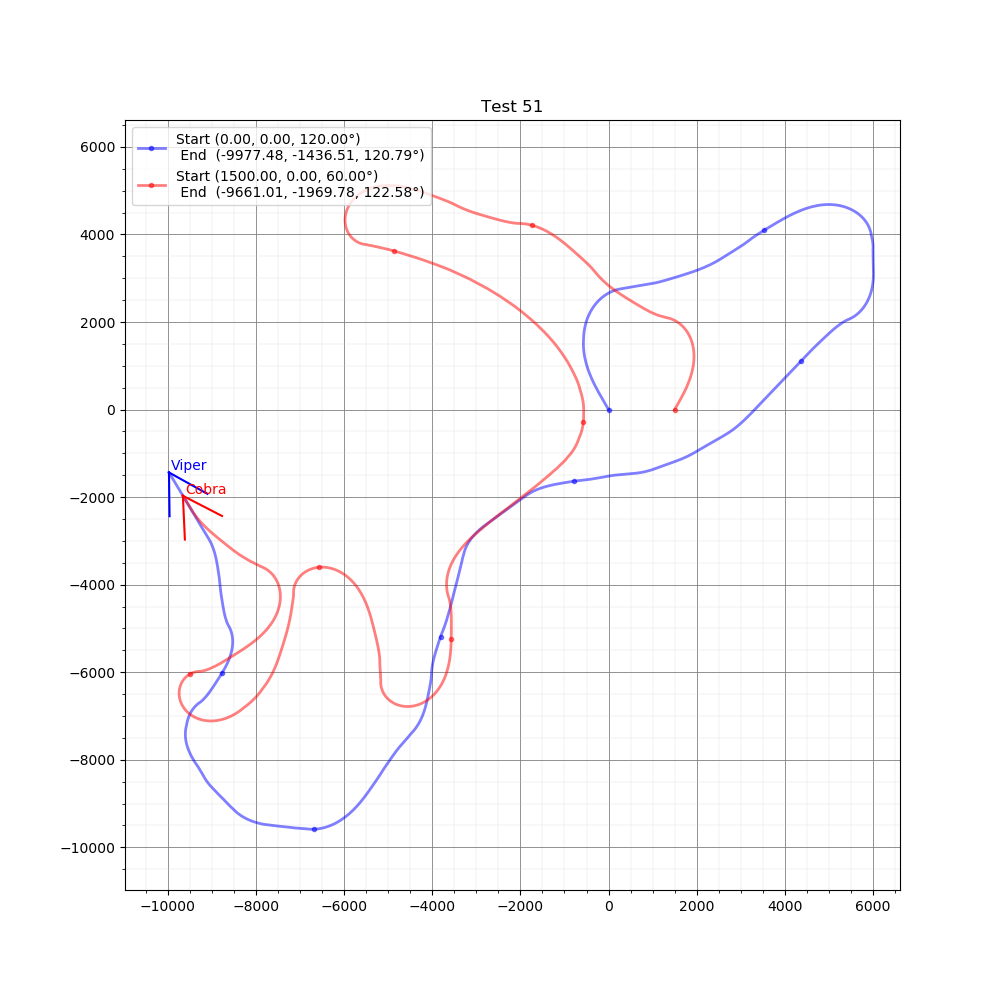 Test 51
Start (0.00, 0.00, 120.00°)
End (-9977.48, -1436.51, 120.79°)
Start (1500.00, 0.00, 60.00°)
End (-9661.01, -1969.78, 122.58°)
6000
4000
2000
0
−2000
−4000
−6000
−8000
−10000
Viper
Cobra
−10000 −8000 −6000 −4000 −2000 0 2000 4000 6000